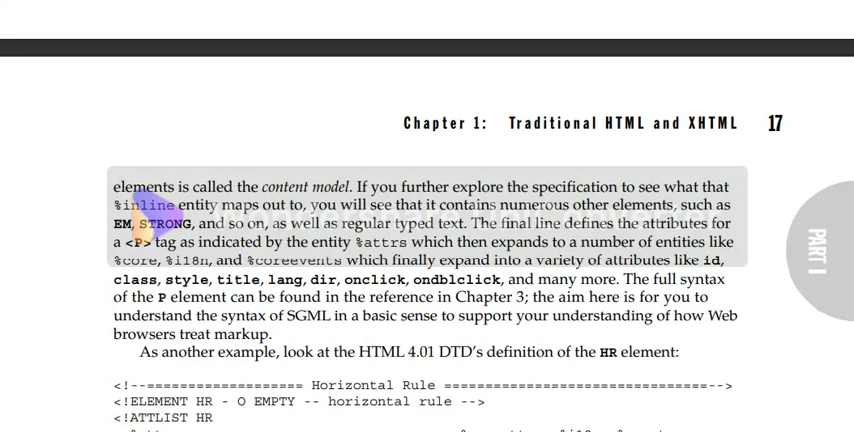 Chapter 1: Traditional HTML and XHTML 17
elements is called the content model. If you further explore the specification to see what that
%inline entity maps out to, you will see that it contains numerous other elements, such as
EM, STRONG, and so on, as well as regular typed text. The final line defines the attributes for
a <P> tag as indicated by the entity %attrs which then expands to a number of entities like
%core, %i18n, and %coreevents which finally expand into a variety of attributes like id,
class, style, title, lang, dir, onclick, ondblclick, and many more. The full syntax
of the P element can be found in the reference in Chapter 3; the aim here is for you to
understand the syntax of SGML in a basic sense to support your understanding of how Web
browsers treat markup.
As another example, look at the HTML 4.01 DTD's definition of the HR element:
<!--=================== Horizontal Rule ================================-->
<!ELEMENT HR - O EMPTY -- horizontal rule -->
<!ATTLIST HR
PART I
Wondershare